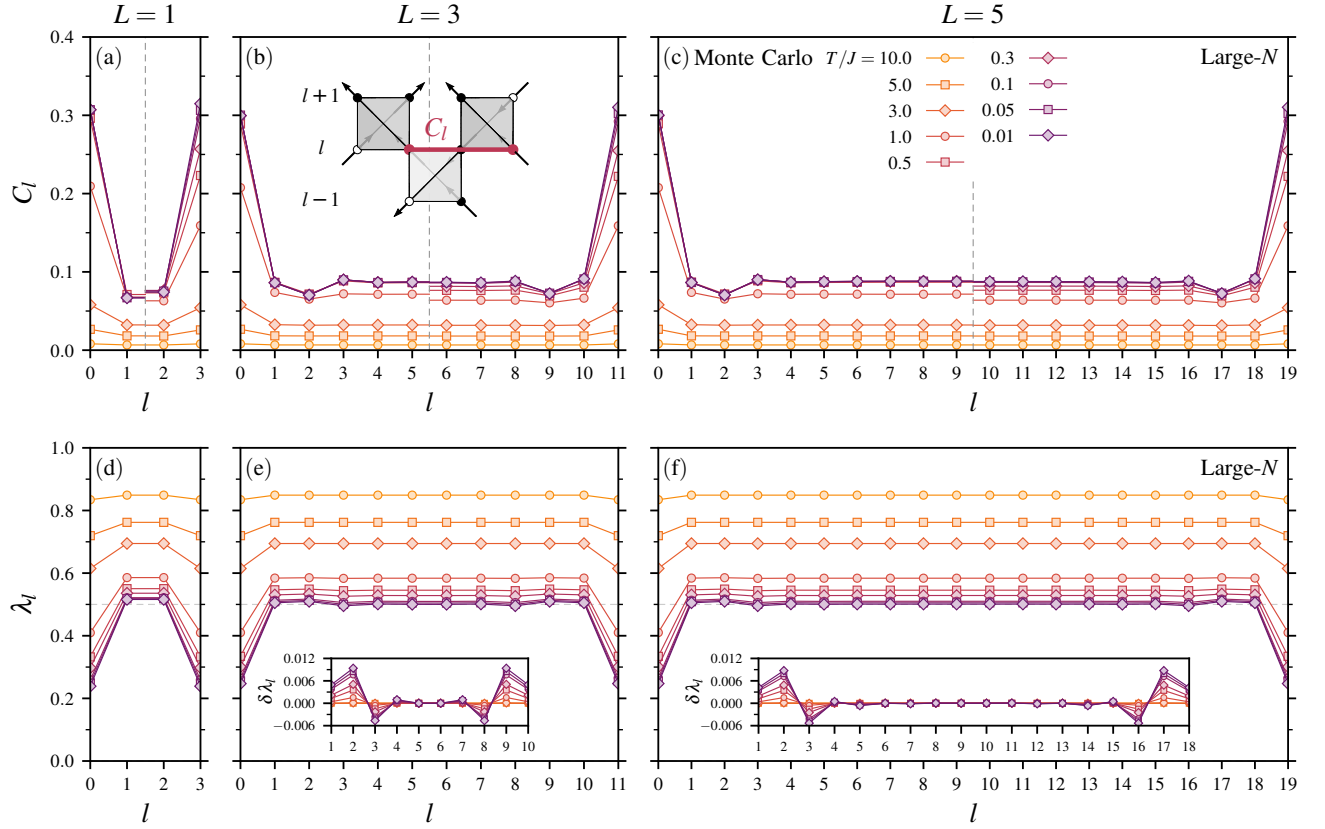 L = 1
L = 3
L = 5
(a)
(b)
(c) Monte Carlo
T/J = 10.0
5.0
3.0
1.0
0.5
0.3
0.1
0.05
0.01
Large-N
l+1
l
l−1
C_l
C_l
0.4
0.3
0.2
0.1
0.0
0 1 2 3
0 1 2 3 4 5 6 7 8 9 10 11
0 1 2 3 4 5 6 7 8 9 10 11 12 13 14 15 16 17 18 19
l
l
l
(d)
(e)
(f)
Large-N
λ_l
1.0
0.8
0.6
0.4
0.2
0.0
δλ_l
0.012
0.006
0.000
−0.006
1 2 3 4 5 6 7 8 9 10
δλ_l
0.012
0.006
0.000
−0.006
1 2 3 4 5 6 7 8 9 10 11 12 13 14 15 16 17 18
0 1 2 3
0 1 2 3 4 5 6 7 8 9 10 11
0 1 2 3 4 5 6 7 8 9 10 11 12 13 14 15 16 17 18 19
l
l
l